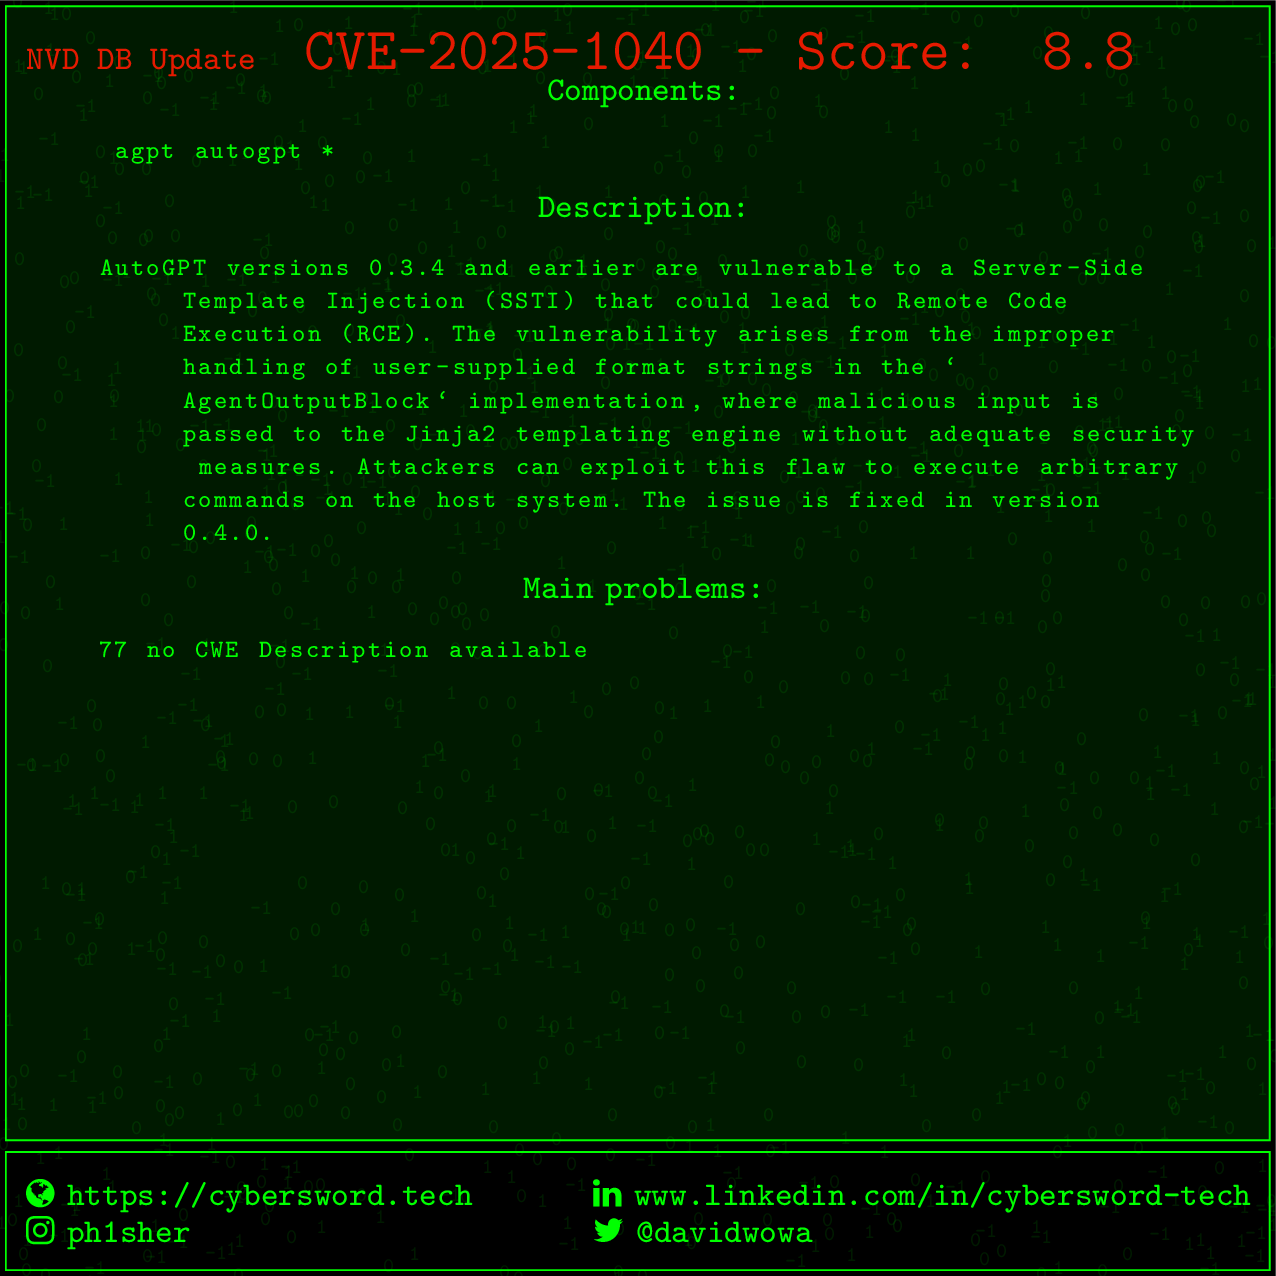 NVD DB Update CVE-2025-1040 - Score: 8.8
Components:
agpt autogpt *
Description:
AutoGPT versions 0.3.4 and earlier are vulnerable to a Server-Side
Template Injection (SSTI) that could lead to Remote Code
Execution (RCE). The vulnerability arises from the improper
handling of user-supplied format strings in the `
AgentOutputBlock` implementation, where malicious input is
passed to the Jinja2 templating engine without adequate security
measures. Attackers can exploit this flaw to execute arbitrary
commands on the host system. The issue is fixed in version
0.4.0.
Main problems:
77 no CWE Description available
https://cybersword.tech
www.linkedin.com/in/cybersword-tech
ph1sher
@davidwowa